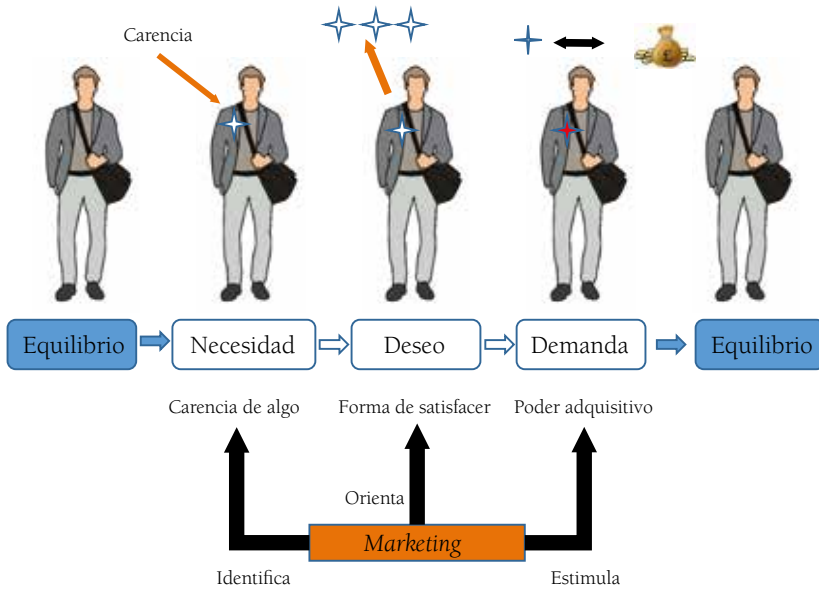 Carencia
£
Equilibrio
Necesidad
Deseo
Demanda
Equilibrio
Carencia de algo
Forma de satisfacer
Poder adquisitivo
Orienta
Marketing
Identifica
Estimula